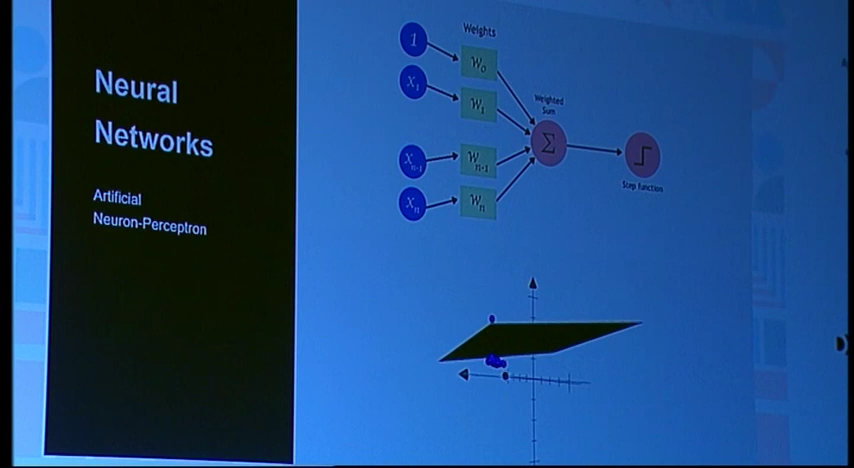 Neural
Networks
Artificial
Neuron-Perceptron
Weights
1
X₁
Xₙ₋₁
Xₙ
W₀
W₁
Wₙ₋₁
Wₙ
Weighted
Sum
Σ
Step function